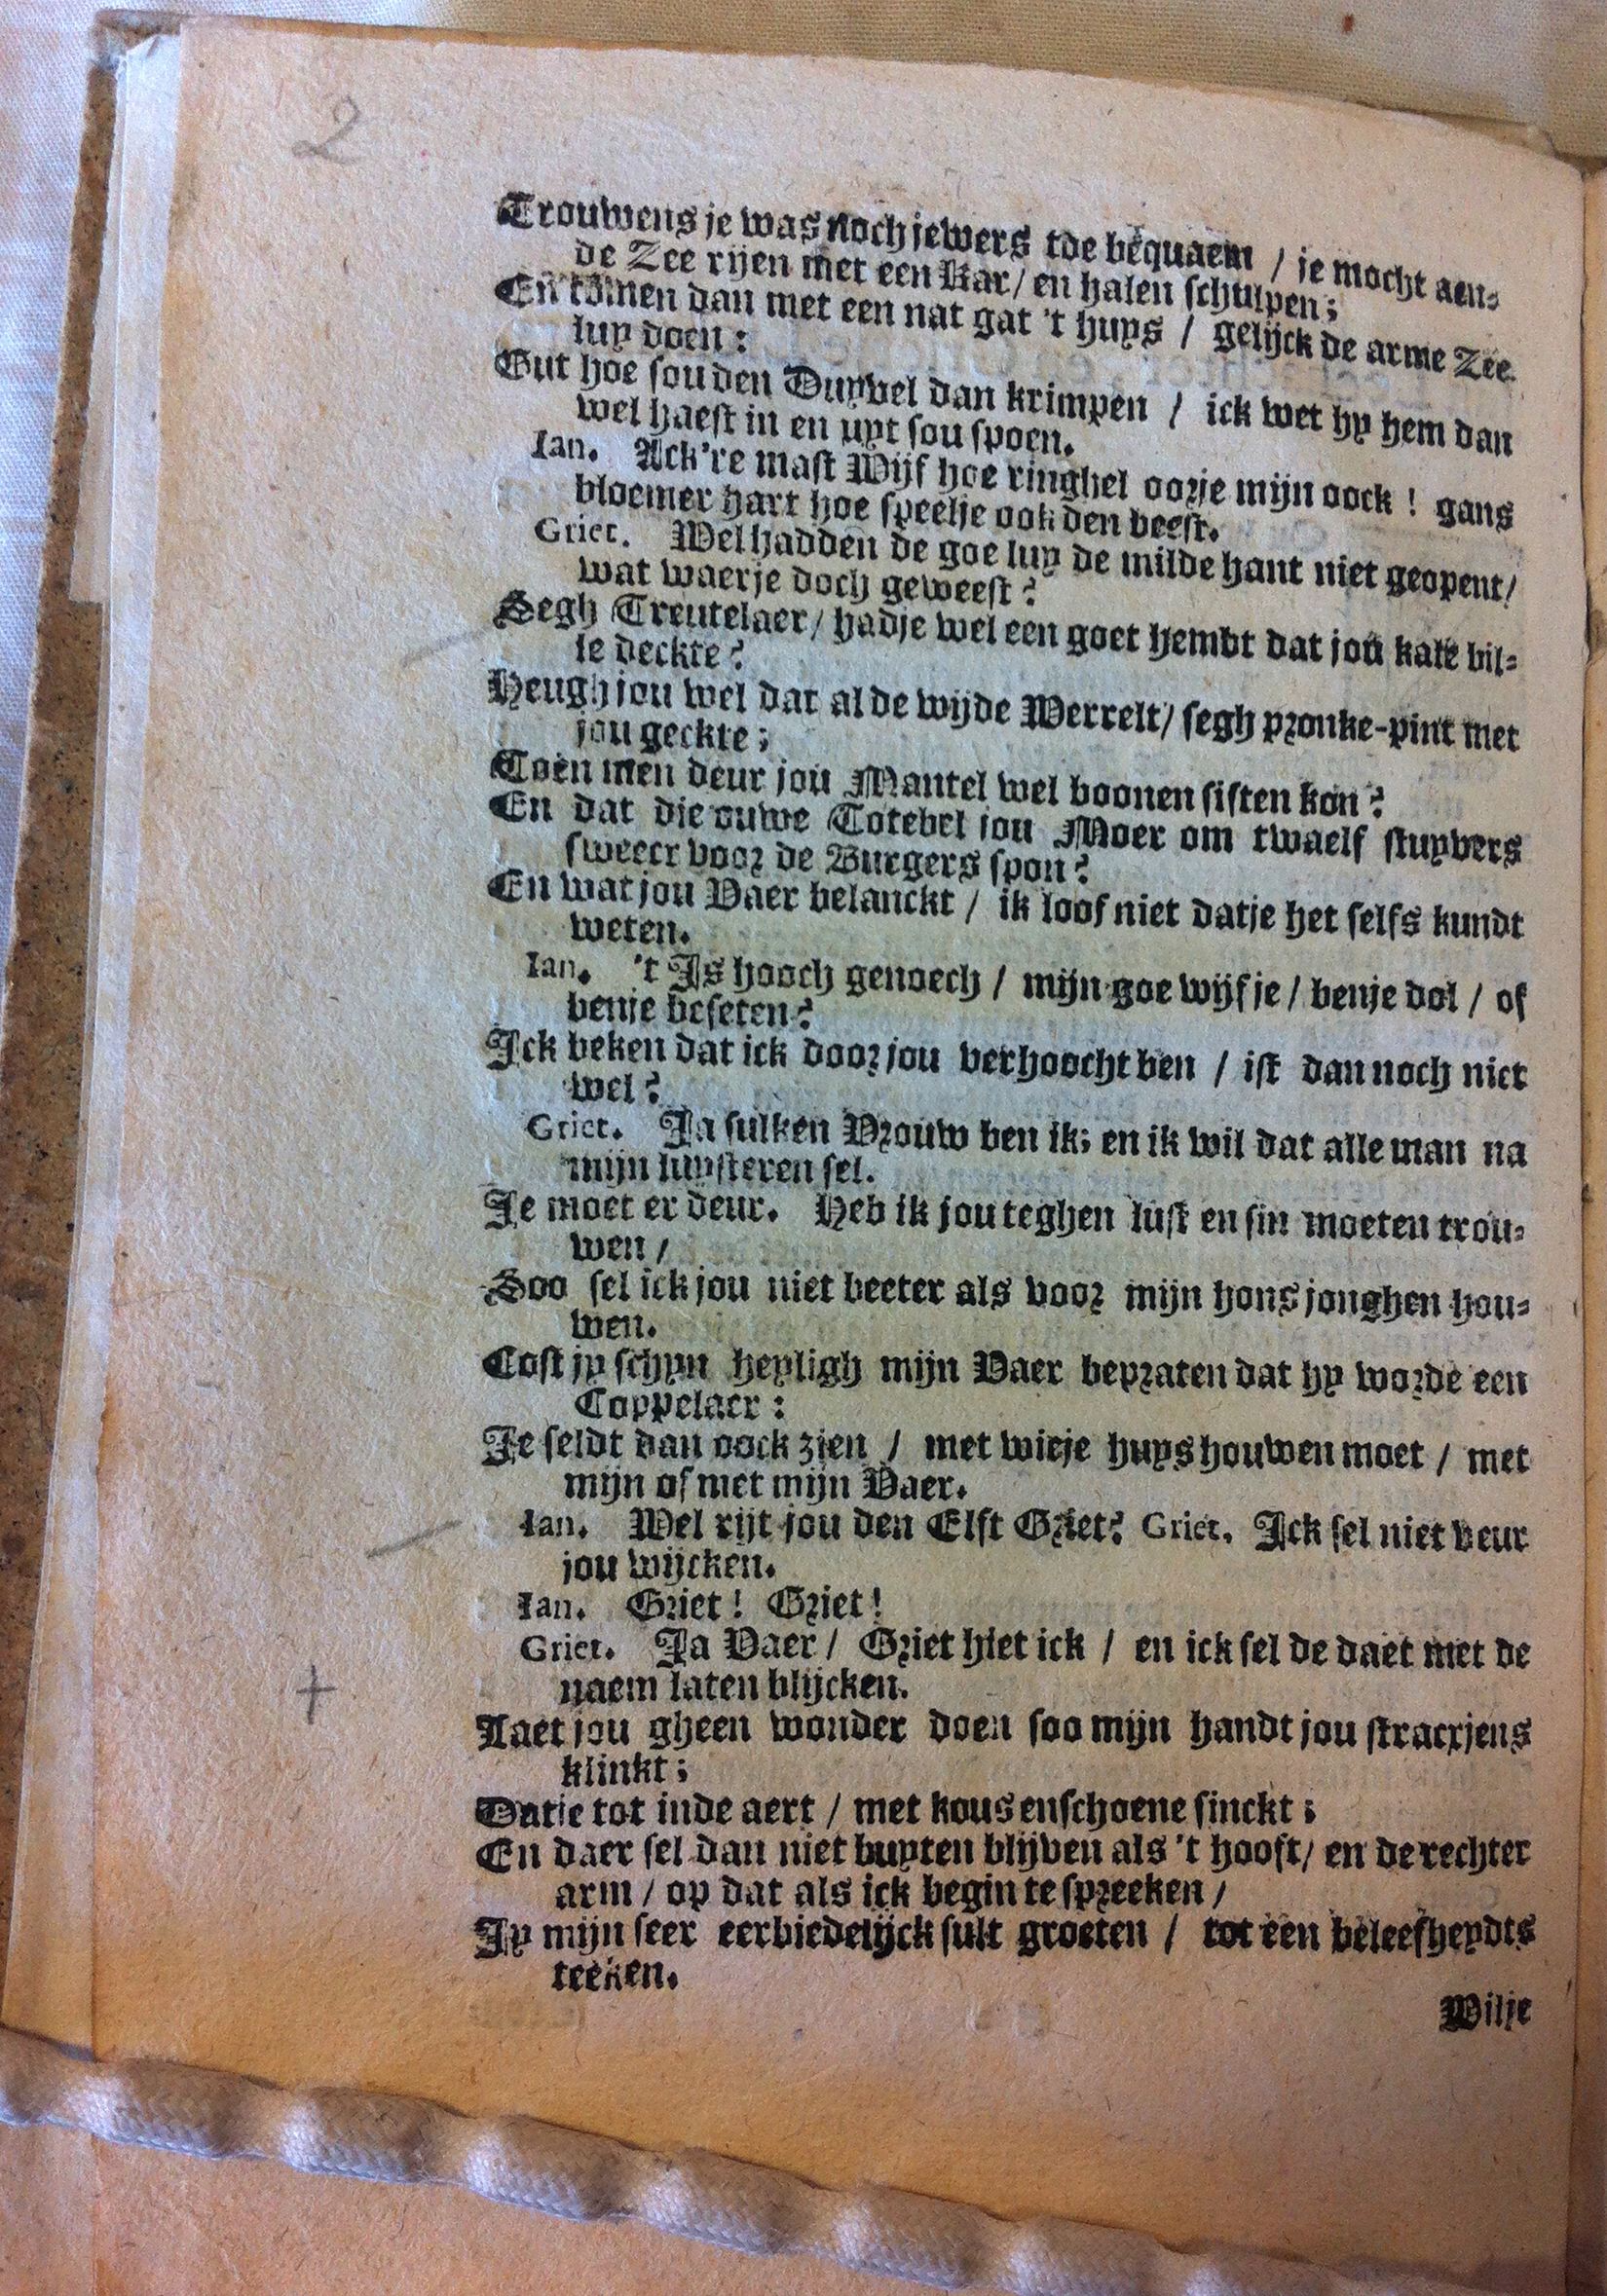 2
Trouwens je was noch jewers toe bequaem / je mocht aen-
de Zee rijen met een Kar / en halen schulpen;
En komen dan met een nat gat 't huys / gelijck de arme Zee-
luy doen:
Gut hoe sou den Duyvel dan krimpen / ick wet hy hem dan
wel haest in en uyt sou spoen.
Ian. Ack're mast Wijf hoe ringhel oorje mijn oock! gans
bloemer hart hoe speelje ook den beest.
Griet. Wel hadden de goe luy de milde hant niet geopent/
wat waerje doch geweest?
Segh Treutelaer / hadje wel een goet hembt dat jou kale bil-
le deckte?
Heugh jou wel dat al de wijde Werrelt / segh pronke-pint met
jou geckte;
Toen men deur jou Mantel wel boonen siften kon?
En dat die ouwe Totebel jou Moer om twaelf stuyvers
sweect voor de Burgers spon?
En wat jou Vaer belanckt / ik loof niet datje het selfs kundt
weten.
Ian. 't Is hooch genoech / mijn goe wijfje / benje dol / of
benje beseten?
Ick beken dat ick door jou verhoocht ben / ist dan noch niet
wel?
Griet. Ja sulken Vrouw ben ik; en ik wil dat alle man na
mijn luysteren sel.
Je moet er deur. Heb ik jou teghen lust en sin moeten trou-
wen /
Soo sel ick jou niet beeter als voor mijn hons jonghen hou-
wen.
Cost jy schyn heyligh mijn Vaer bepraten dat hy worde een
Coppelaer:
Je seldt dan oock zien / met wieje huys houwen moet / met
mijn of met mijn Vaer.
Ian. Wel rijt jou den Elst Griet? Griet. Ick sel niet veur
jou wijcken.
Ian. Griet! Griet!
Griet. Ja Vaer / Griet hiet ick / en ick sel de daet met de
naem laten blijcken.
+
Laet jou gheen wonder doen soo mijn handt jou stracxjens
klinkt;
Datje tot inde aert / met kous en schoene sinckt;
En daer sel dan niet buyten blijven als 't hooft / en de rechter
arm / op dat als ick begin te spreeken /
Jy mijn seer eerbiedelijck sult groeten / tot een beleefheydts
teeken.
Wilje